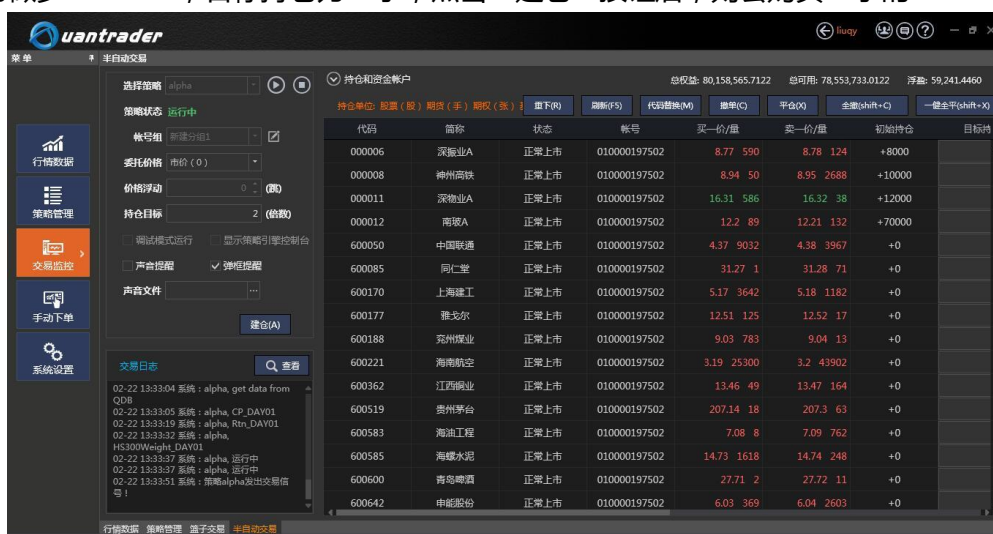 uantrader
liuqy
菜单 半自动交易
选择策略 alpha
策略状态 运行中
帐号组 新建分组1
委托价格 市价 ( 0 )
价格浮动 0 (跳)
持仓目标 2 (倍数)
调试模式运行 显示策略引擎控制台
声音提醒 弹框提醒
声音文件 ...
建仓(A)
行情数据
策略管理
交易监控
手动下单
系统设置
交易日志 查看
02-22 13:33:04 系统 : alpha, get data from
QDB
02-22 13:33:05 系统 : alpha, CP_DAY01
02-22 13:33:19 系统 : alpha, Rtn_DAY01
02-22 13:33:32 系统 : alpha,
HS300Weight_DAY01
02-22 13:33:37 系统 : alpha, 运行中
02-22 13:33:37 系统 : alpha, 运行中
02-22 13:33:51 系统 : 策略alpha发出交易信
号 !
持仓和资金帐户 总权益: 80,158,565.7122 总可用: 78,553,733.0122 浮盈: 59,241.4460
持仓单位: 股票 ( 股 ) 期货 ( 手 ) 期权 ( 张 ) 重下(R) 刷新(F5) 代码替换(M) 撤单(C) 平仓(X) 全撤(shift+C) 一键全平(shift+X)
代码 简称 状态 帐号 买一价/量 卖一价/量 初始持仓 目标持
000006 深振业A 正常上市 010000197502 8.77 590 8.78 124 +8000
000008 神州高铁 正常上市 010000197502 8.94 50 8.95 2688 +10000
000011 深物业A 正常上市 010000197502 16.31 586 16.32 38 +12000
000012 南玻A 正常上市 010000197502 12.2 89 12.21 132 +70000
600050 中国联通 正常上市 010000197502 4.37 9032 4.38 3967 +0
600085 同仁堂 正常上市 010000197502 31.27 1 31.28 71 +0
600170 上海建工 正常上市 010000197502 5.17 3642 5.18 1182 +0
600177 雅戈尔 正常上市 010000197502 12.51 125 12.52 17 +0
600188 兖州煤业 正常上市 010000197502 9.03 783 9.04 13 +0
600221 海南航空 正常上市 010000197502 3.19 25300 3.2 43902 +0
600362 江西铜业 正常上市 010000197502 13.46 49 13.47 164 +0
600519 贵州茅台 正常上市 010000197502 207.14 18 207.3 63 +0
600583 海油工程 正常上市 010000197502 7.08 8 7.09 762 +0
600585 海螺水泥 正常上市 010000197502 14.73 1618 14.74 248 +0
600600 青岛啤酒 正常上市 010000197502 27.71 2 27.72 11 +0
600642 申能股份 正常上市 010000197502 6.03 369 6.04 2603 +0
行情数据 策略管理 篮子交易 半自动交易